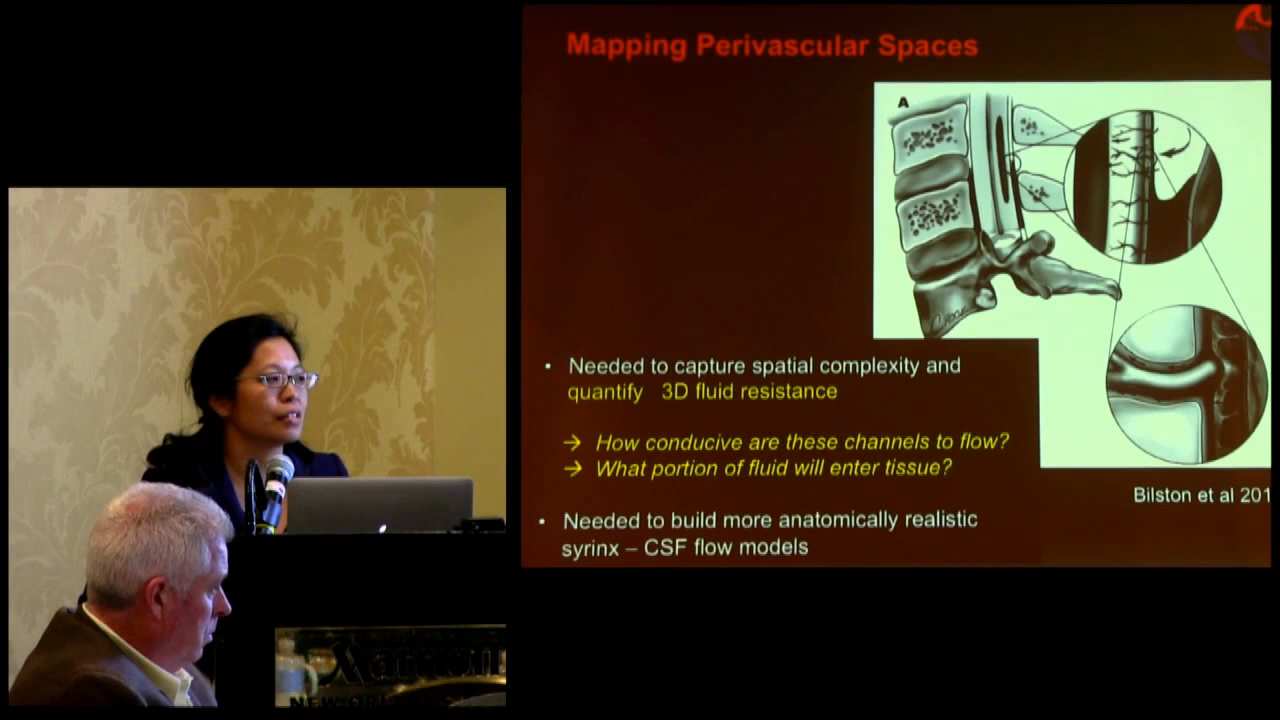 Mapping Perivascular Spaces
A
• Needed to capture spatial complexity and
quantify 3D fluid resistance
→ How conducive are these channels to flow?
→ What portion of fluid will enter tissue?
Bilston et al 201
• Needed to build more anatomically realistic
syrinx – CSF flow models
Marriott
NEW